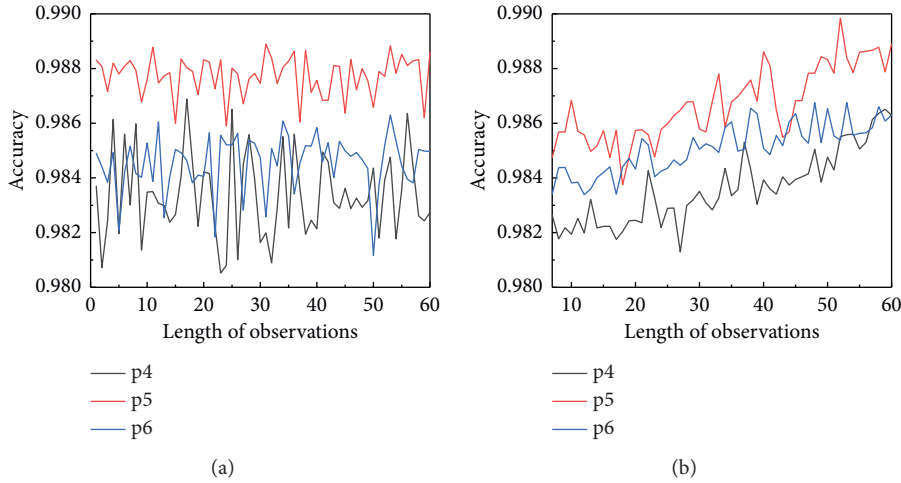 0.990
0.988
0.986
0.984
0.982
0.980
Accuracy
0 10 20 30 40 50 60
Length of observations
p4
p5
p6
(a)
0.990
0.988
0.986
0.984
0.982
0.980
Accuracy
10 20 30 40 50 60
Length of observations
p4
p5
p6
(b)